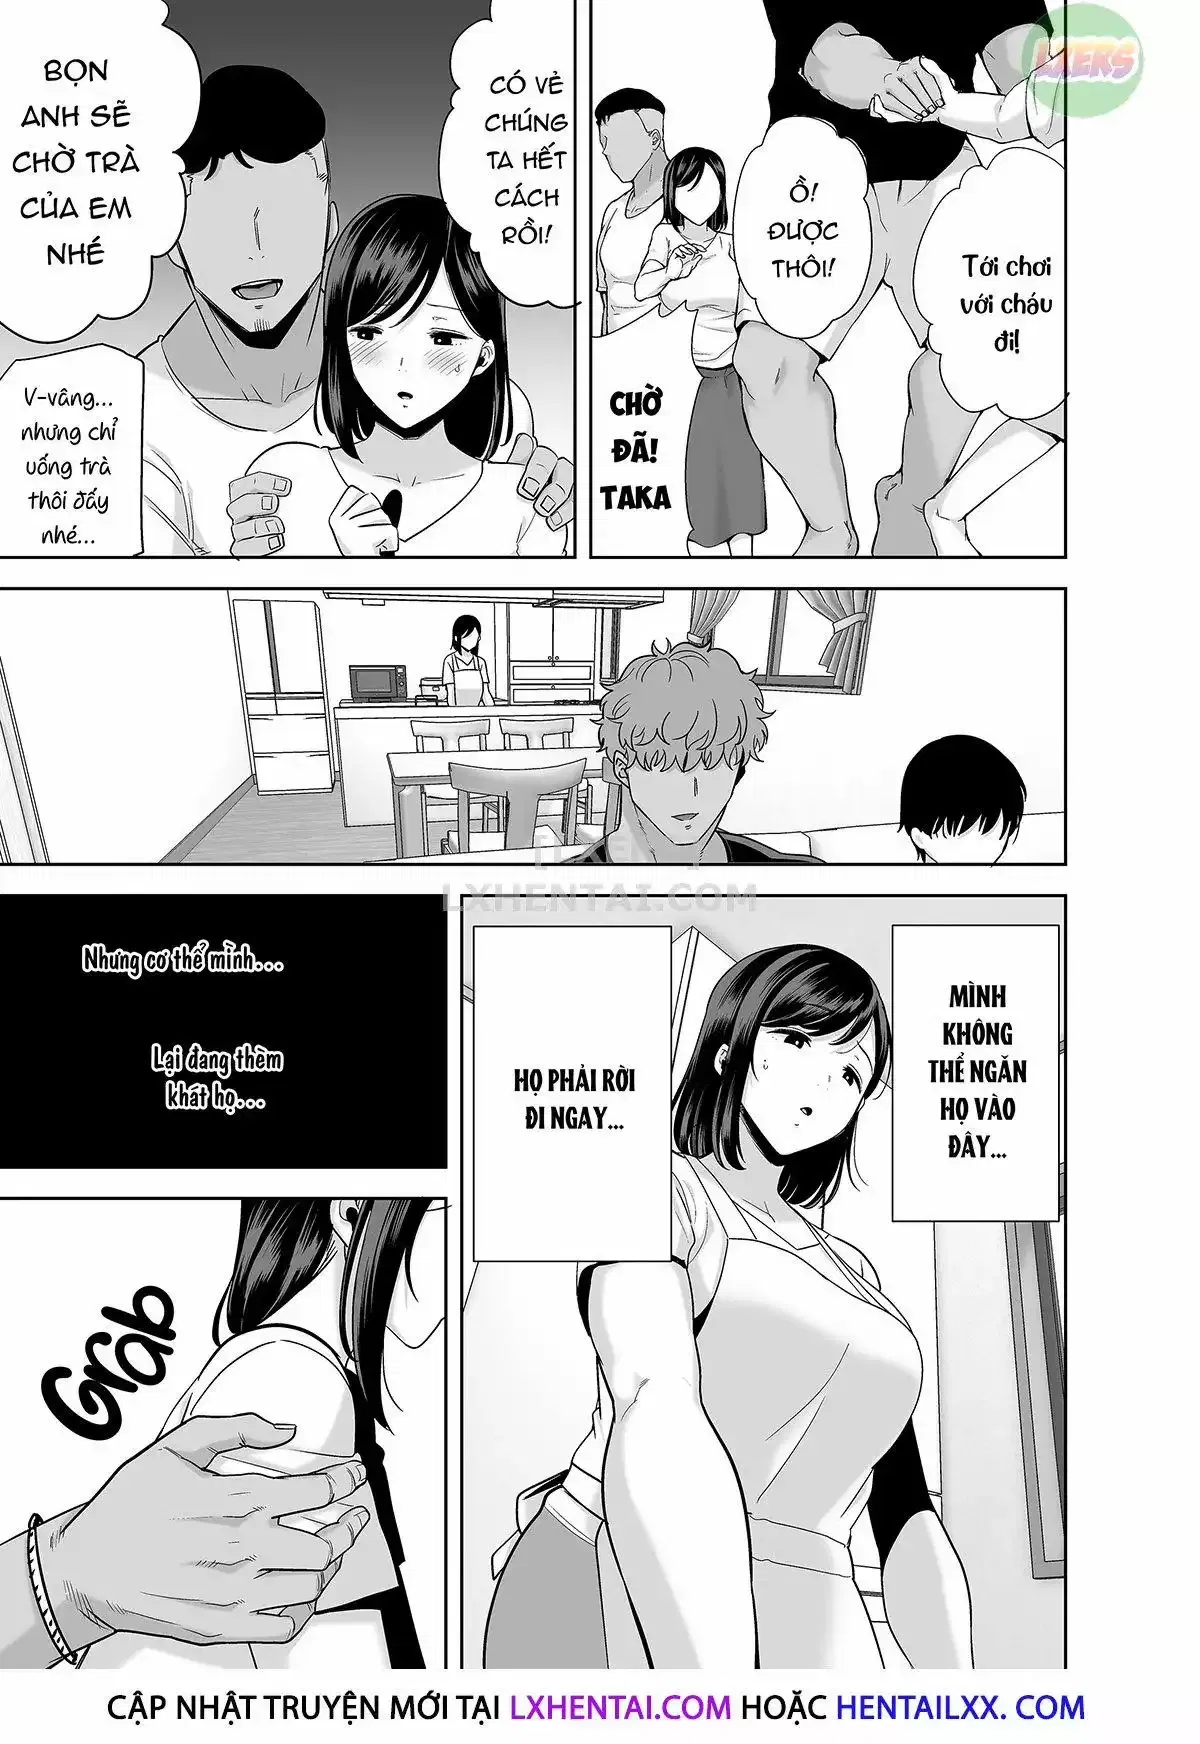 Tới chơi
với cháu
đi!
Ồ!
ĐƯỢC
THÔI!
CHỜ
ĐÃ!
TAKA
CÓ VẺ
CHÚNG
TA HẾT
CÁCH
RỒI!
BỌN
ANH SẼ
CHỜ TRÀ
CỦA EM
NHÉ
V-vâng...
nhưng chỉ
uống trà
thôi đấy
nhé...
LXHENTAI.COM
MÌNH
KHÔNG
THỂ NGĂN
HỌ VÀO
ĐÂY...
HỌ PHẢI RỜI
ĐI NGAY...
Nhưng cơ thể mình...
Lại đang thèm
khát họ...
Grab
CẬP NHẬT TRUYỆN MỚI TẠI LXHENTAI.COM HOẶC HENTAILXX. COM
LXERS